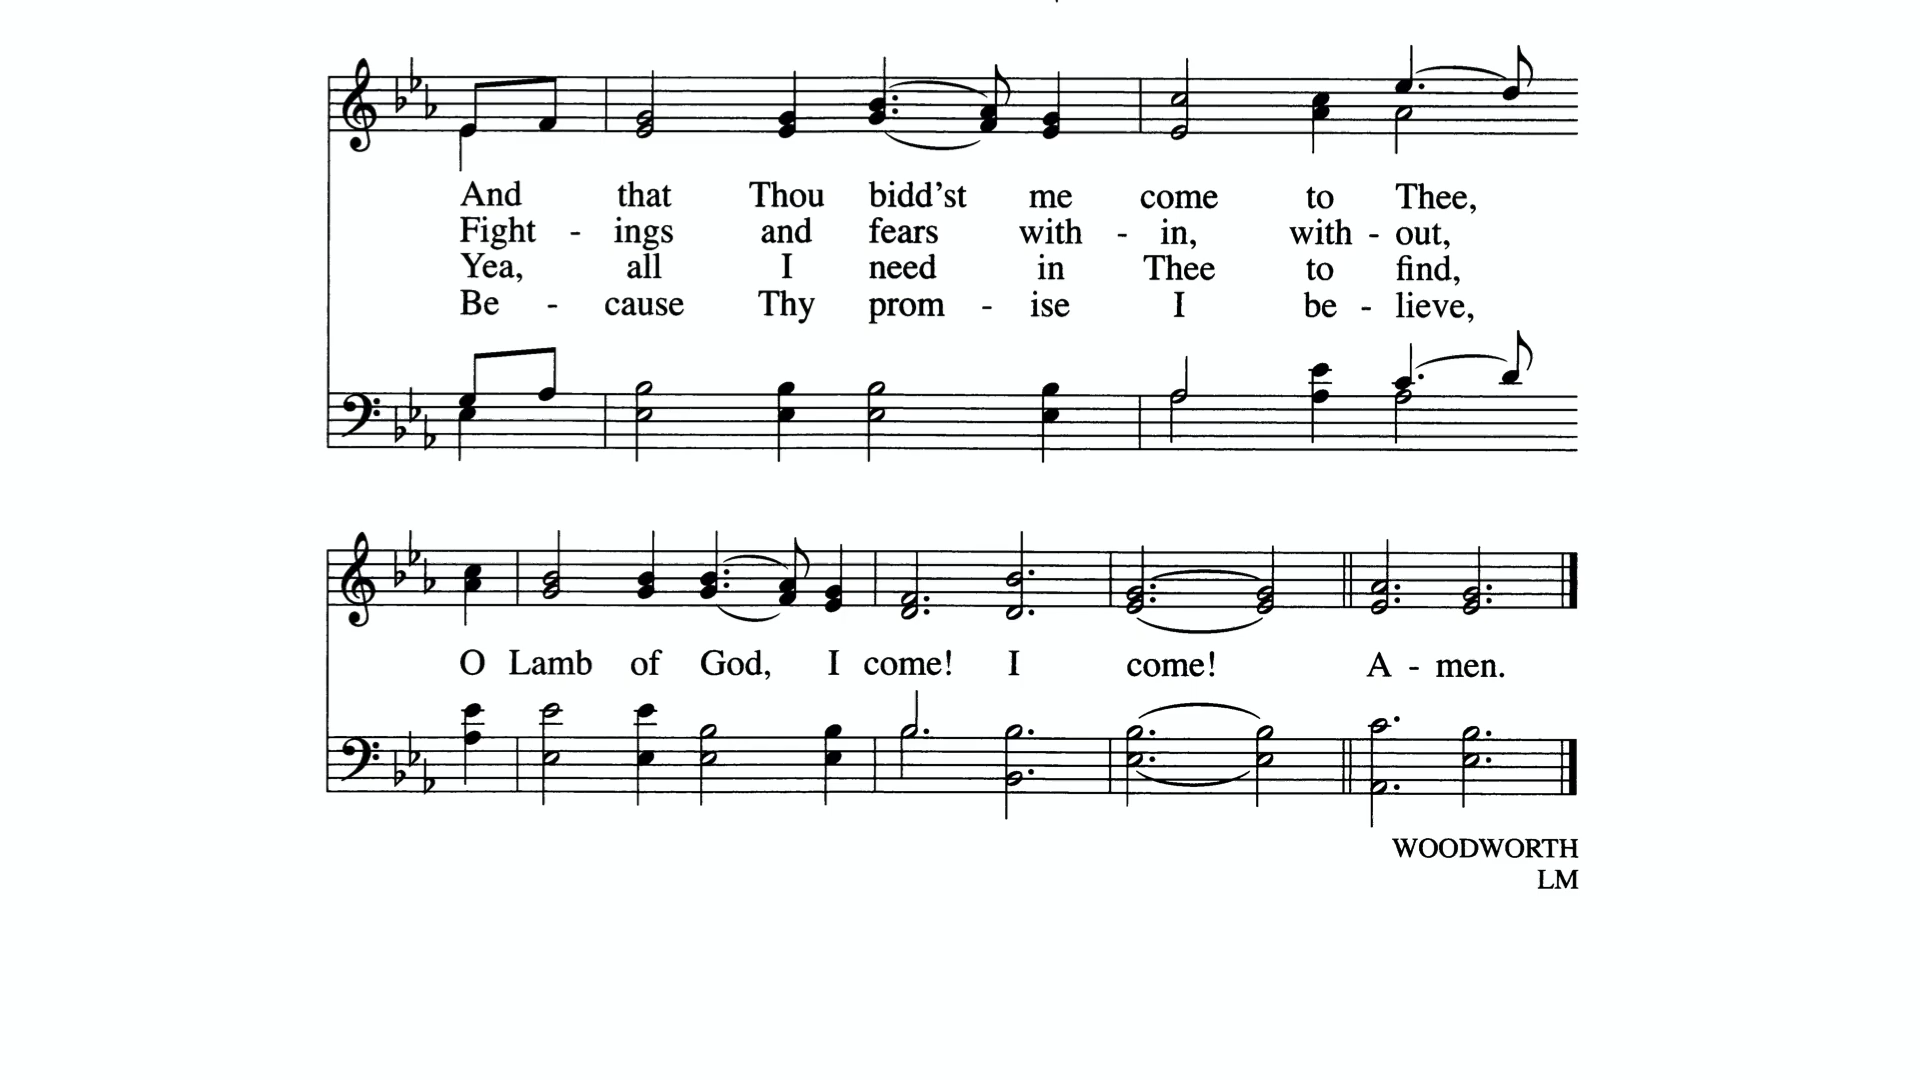 And that Thou bidd'st me come to Thee,
Fight - ings and fears with - in, with - out,
Yea, all I need in Thee to find,
Be - cause Thy prom - ise I be - lieve,
O Lamb of God, I come! I come! A - men.
WOODWORTH
LM